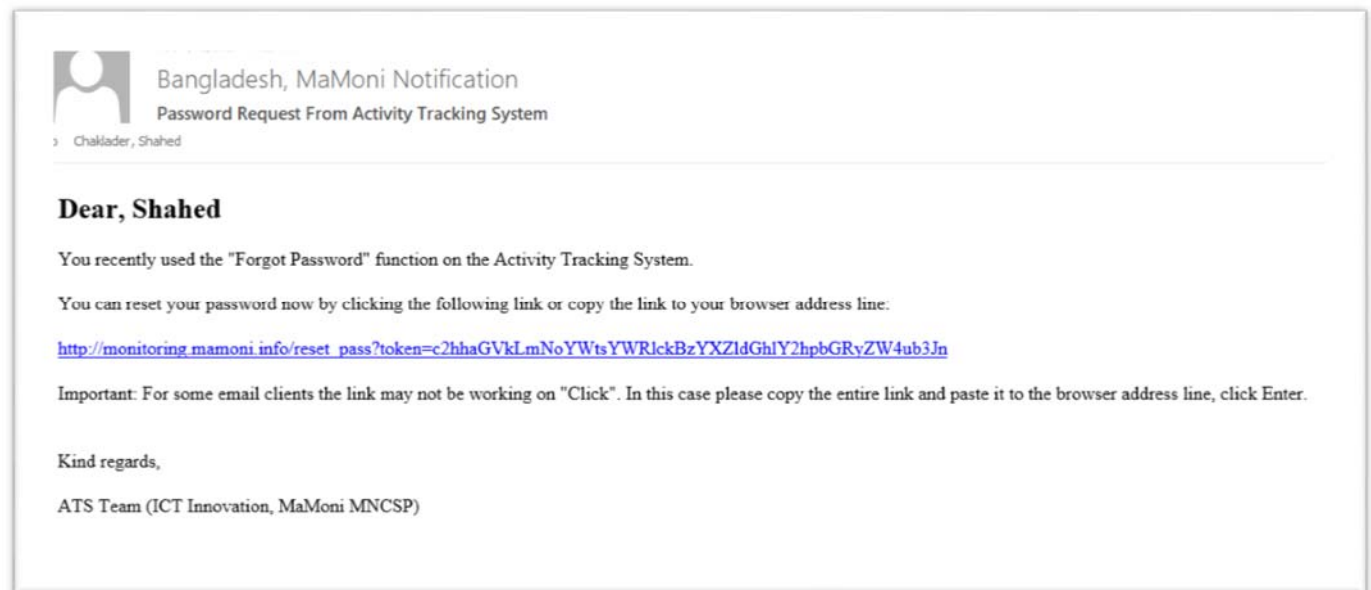 Bangladesh, MaMoni Notification
Password Request From Activity Tracking System
Chaklader, Shahed
Dear, Shahed
You recently used the "Forgot Password" function on the Activity Tracking System.
You can reset your password now by clicking the following link or copy the link to your browser address line:
http://monitoring.mamoni.info/reset_pass?token=c2hhaGVkLmNoYWtsYWRlckBzYXZldGhlY2hpbGRyZW4ub3Jn
Important: For some email clients the link may not be working on "Click". In this case please copy the entire link and paste it to the browser address line, click Enter.
Kind regards,
ATS Team (ICT Innovation, MaMoni MNCSP)